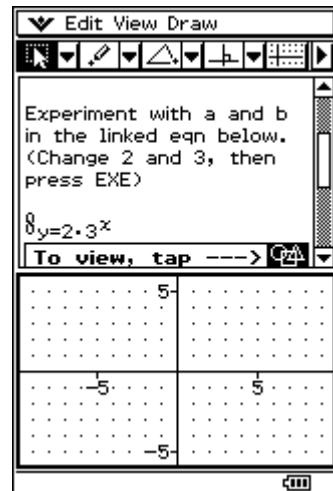 Edit View Draw
Experiment with a and b
in the linked eqn below.
(Change 2 and 3, then
press EXE)
y=2·3ˣ
To view, tap --->
5
-5
5
-5